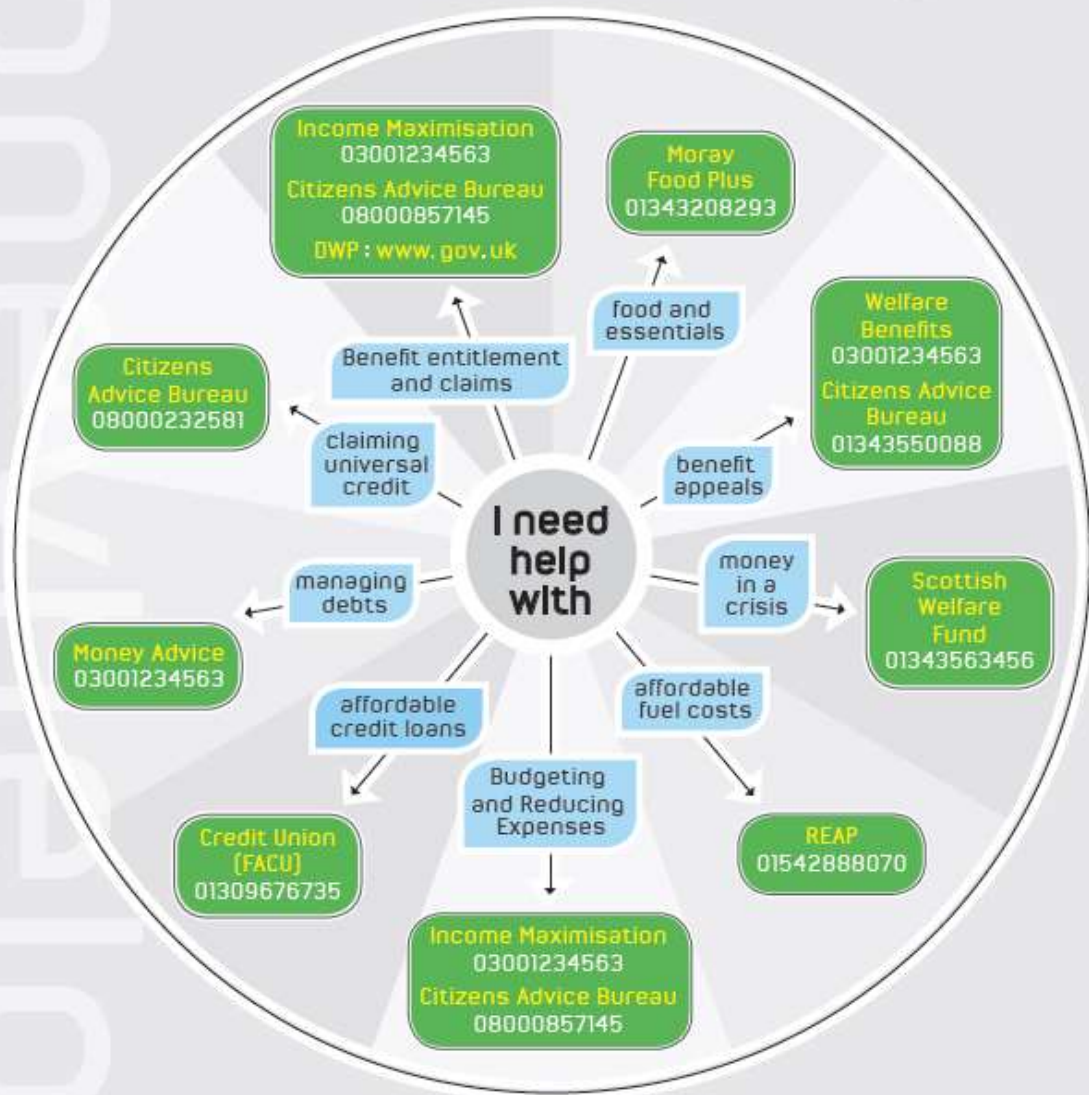 I need
help
with
Benefit entitlement
and claims
Income Maximisation
03001234563
Citizens Advice Bureau
08000857145
DWP: www.gov.uk
food and
essentials
Moray
Food Plus
01343208293
benefit
appeals
Welfare
Benefits
03001234563
Citizens Advice
Bureau
01343550088
money
in a
crisis
Scottish
Welfare
Fund
01343563456
affordable
fuel costs
REAP
01542888070
Budgeting
and Reducing
Expenses
Income Maximisation
03001234563
Citizens Advice Bureau
08000857145
affordable
credit loans
Credit Union
(FACU)
01309676735
managing
debts
Money Advice
03001234563
claiming
universal
credit
Citizens
Advice Bureau
08000232581